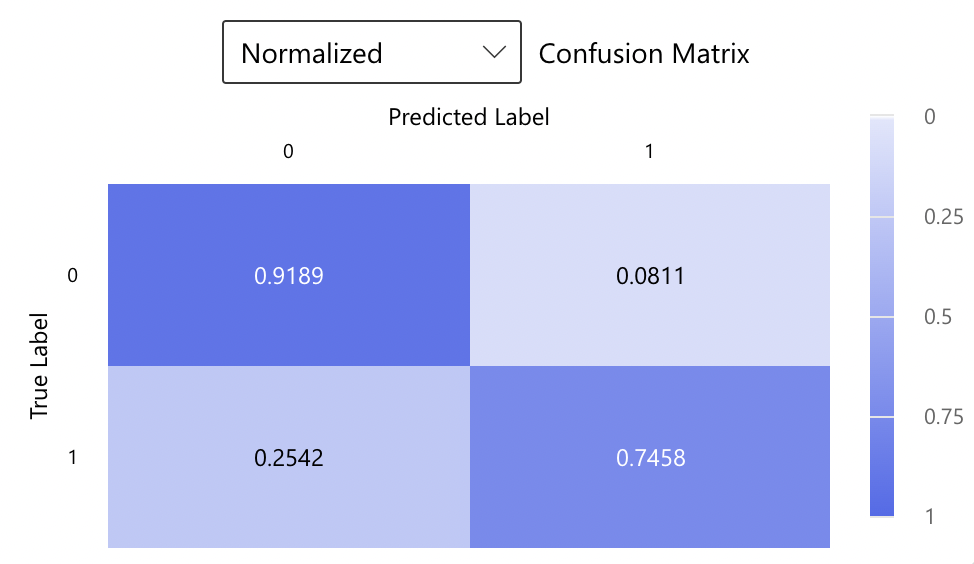 Normalized Confusion Matrix
Predicted Label
0 1
0
0.25
0.5
0.75
1
True Label
0 0.9189 0.0811
1 0.2542 0.7458